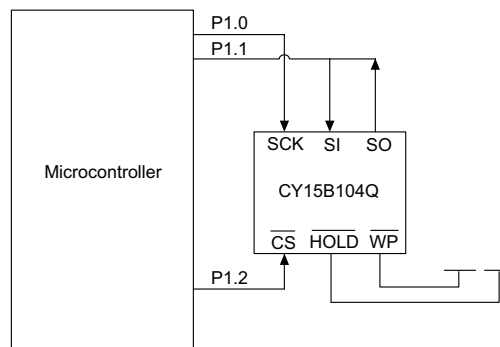 P1.0
P1.1
SCK SI SO
Microcontroller
CY15B104Q
CS HOLD WP
P1.2